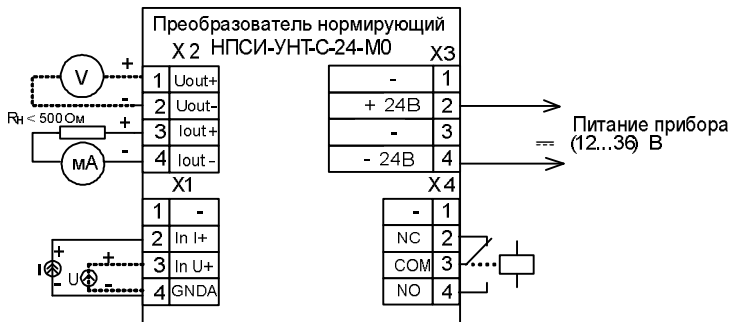 Преобразователь нормирующий
НПСИ-УНТ-С-24-М0
X2
1 Uout+
2 Uout-
3 Iout+
4 Iout -
+
V
-
Rн < 500 Ом
+
мА
-
X1
1 -
2 In I+
3 In U+
4 GNDA
+
I
-
+
U
-
X3
- 1
+ 24В 2
- 3
- 24В 4
Питание прибора
(12...36) В
X4
- 1
NC 2
COM 3
NO 4